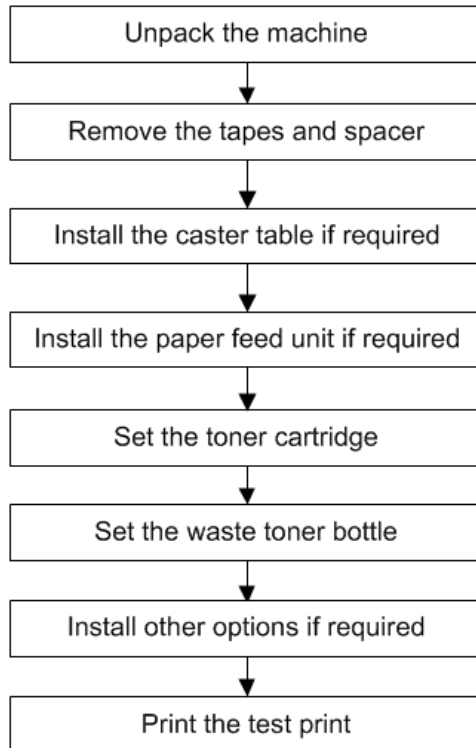 Unpack the machine
Remove the tapes and spacer
Install the caster table if required
Install the paper feed unit if required
Set the toner cartridge
Set the waste toner bottle
Install other options if required
Print the test print